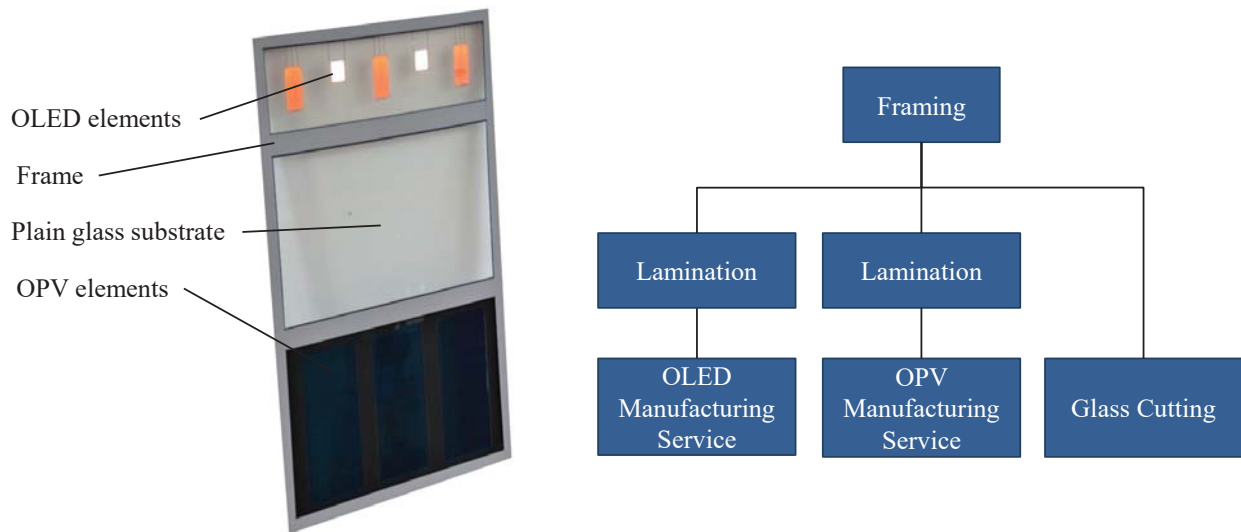 OLED elements
Frame
Plain glass substrate
OPV elements
Framing
Lamination
Lamination
OLED
Manufacturing
Service
OPV
Manufacturing
Service
Glass Cutting